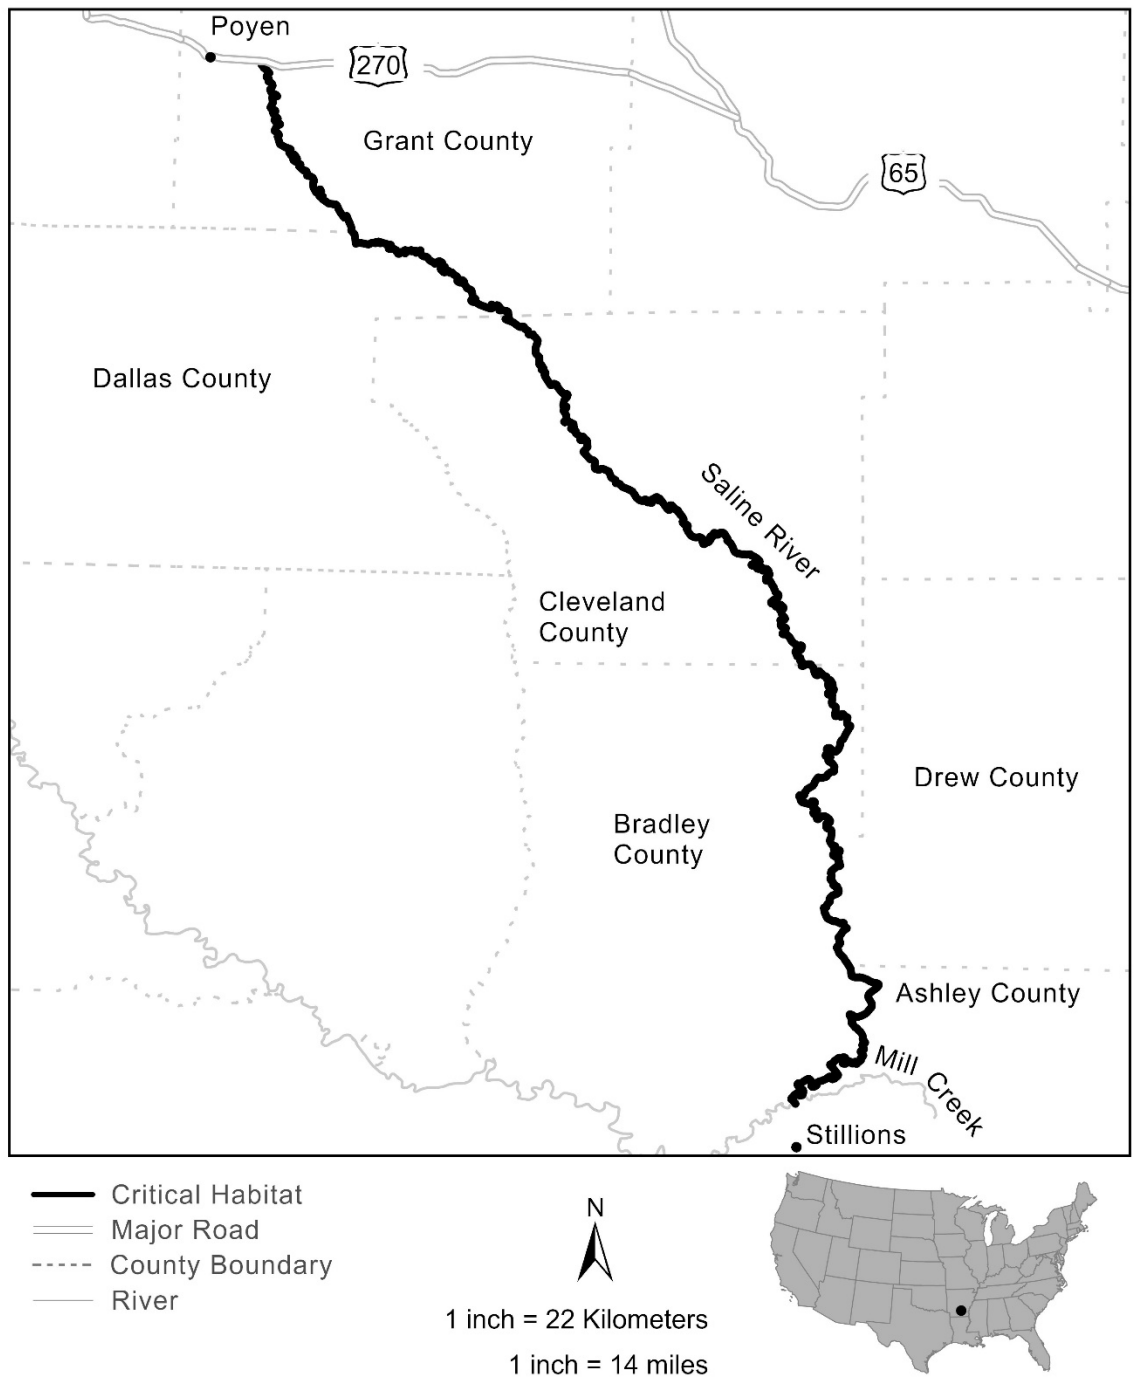 Poyen
270
Grant County
65
Dallas County
Saline River
Cleveland
County
Drew County
Bradley
County
Ashley County
Mill Creek
Stillions
Critical Habitat
Major Road
County Boundary
River
N
1 inch = 22 Kilometers
1 inch = 14 miles